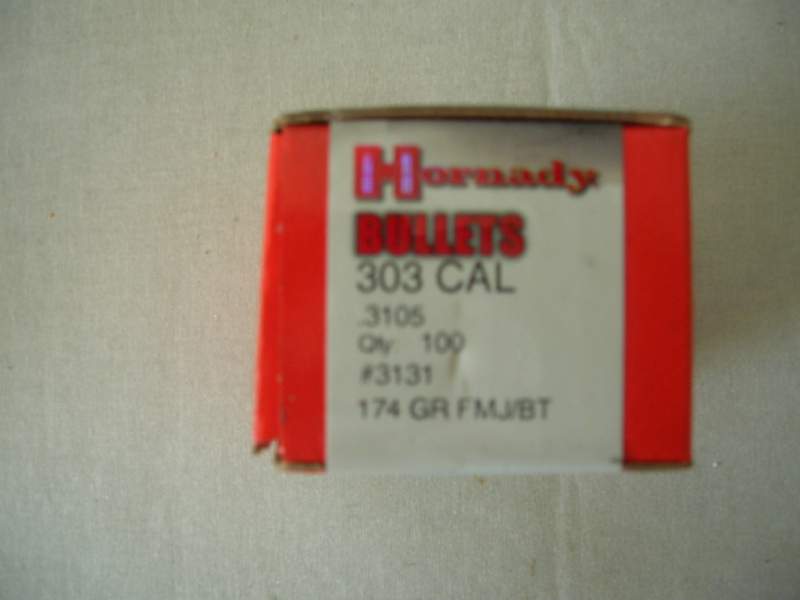 Hornady
BULLETS
303 CAL
.3105
Qty: 100
#3131
174 GR FMJ/BT